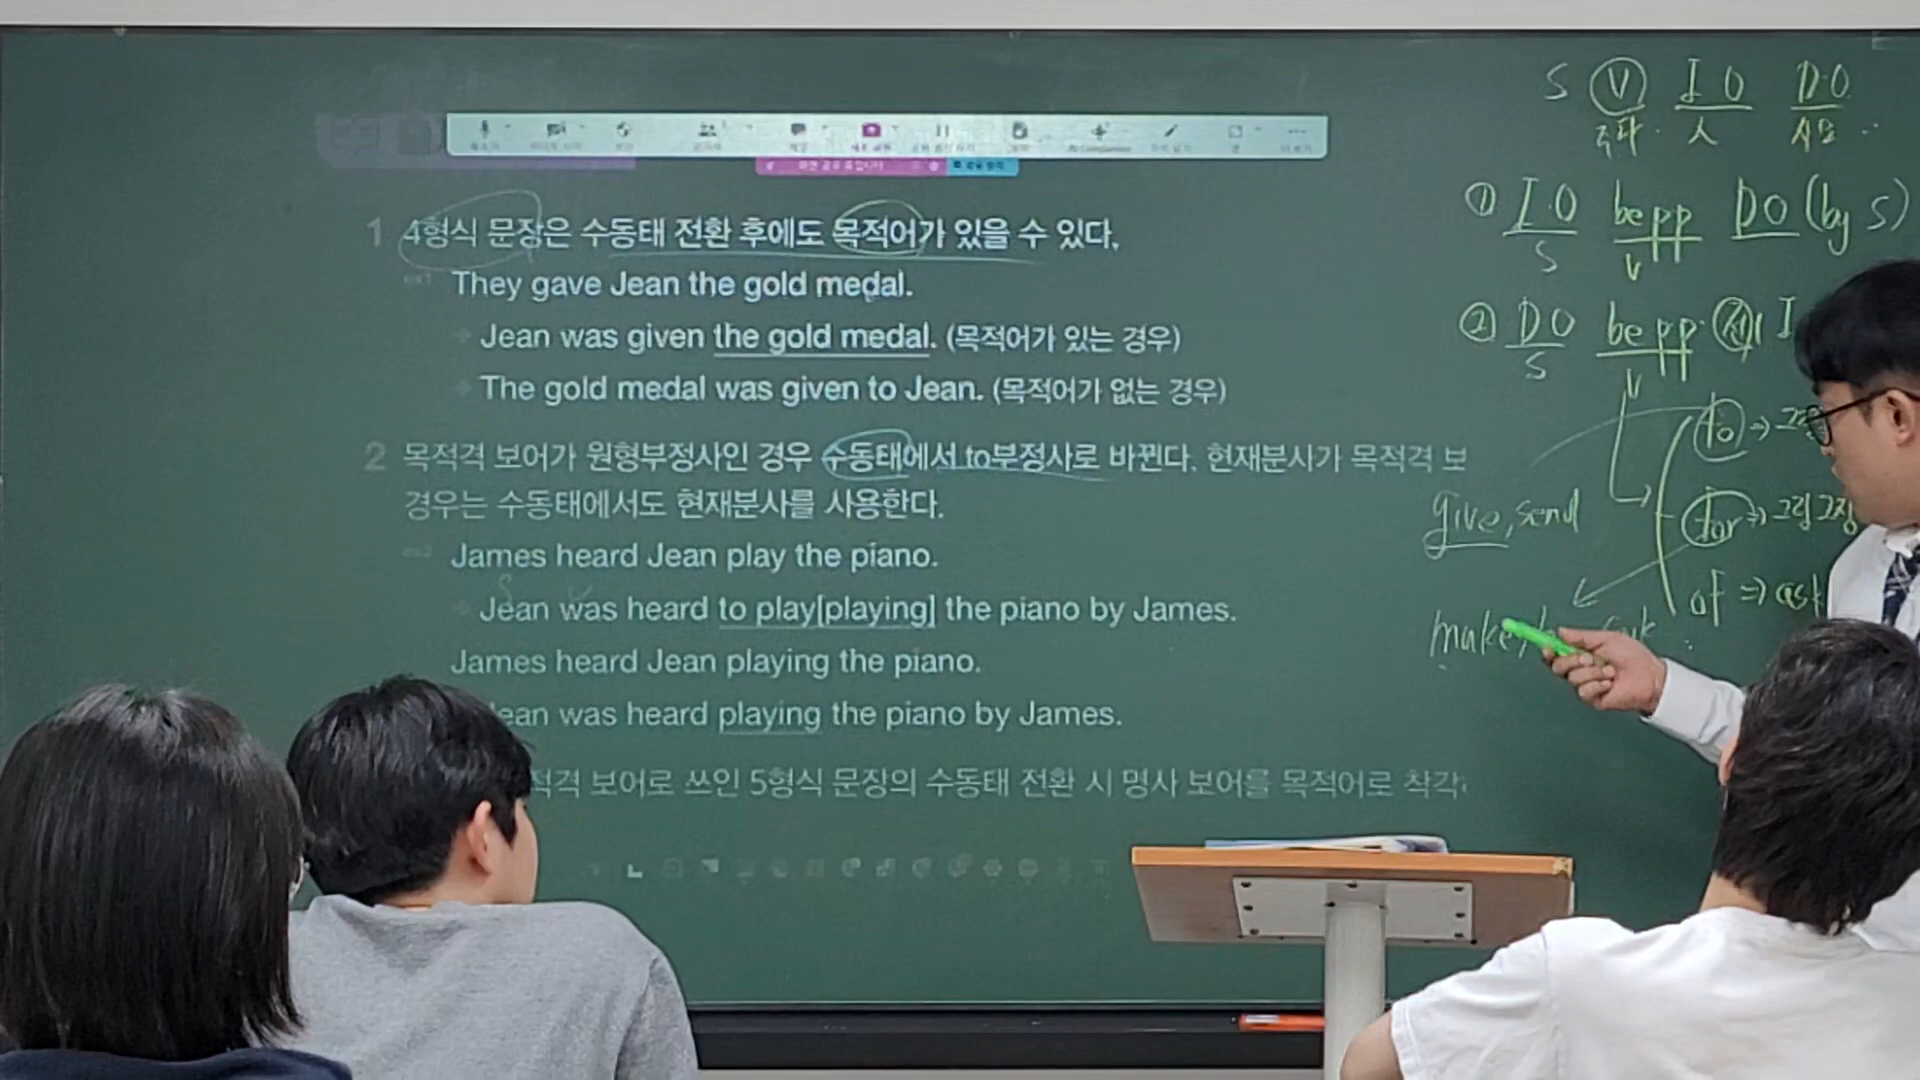 1 4형식 문장은 수동태 전환 후에도 목적어가 있을 수 있다.
ex1 They gave Jean the gold medal.
Jean was given the gold medal. (목적어가 있는 경우)
The gold medal was given to Jean. (목적어가 없는 경우)
2 목적격 보어가 원형부정사인 경우 수동태에서 to부정사로 바뀐다. 현재분사가 목적격 보
경우는 수동태에서도 현재분사를 사용한다.
ex2 James heard Jean play the piano.
S V
Jean was heard to play[playing] the piano by James.
James heard Jean playing the piano.
Jean was heard playing the piano by James.
적격 보어로 쓰인 5형식 문장의 수동태 전환 시 명사 보어를 목적어로 착각
S V I.O D.O
주다. 人 사물..
① I.O be pp DO (by S)
S V
② D.O be p.p. 전 I
S V
to ⇒
give, send
for ⇒
of ⇒ ask
make,